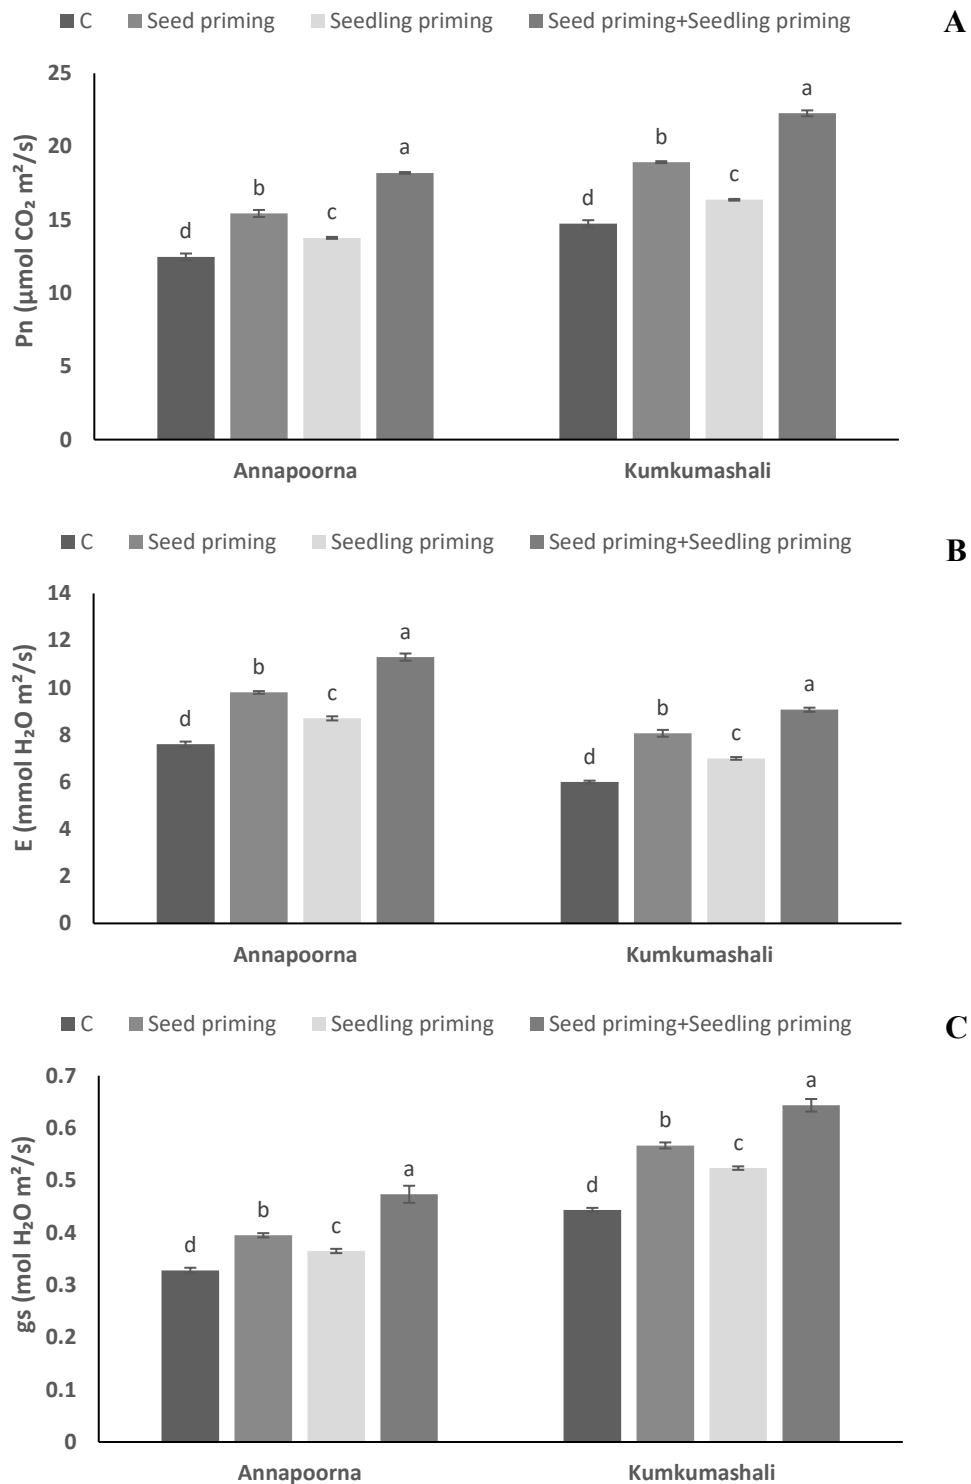 C Seed priming Seedling priming Seed priming+Seedling priming A
25
20
15
10
5
0
Pn (µmol CO₂ m²/s)
d b c a d b c a
Annapoorna Kumkumashali
C Seed priming Seedling priming Seed priming+Seedling priming B
14
12
10
8
6
4
2
0
E (mmol H₂O m²/s)
d b c a d b c a
Annapoorna Kumkumashali
C Seed priming Seedling priming Seed priming+Seedling priming C
0.7
0.6
0.5
0.4
0.3
0.2
0.1
0
gs (mol H₂O m²/s)
d b c a d b c a
Annapoorna Kumkumashali